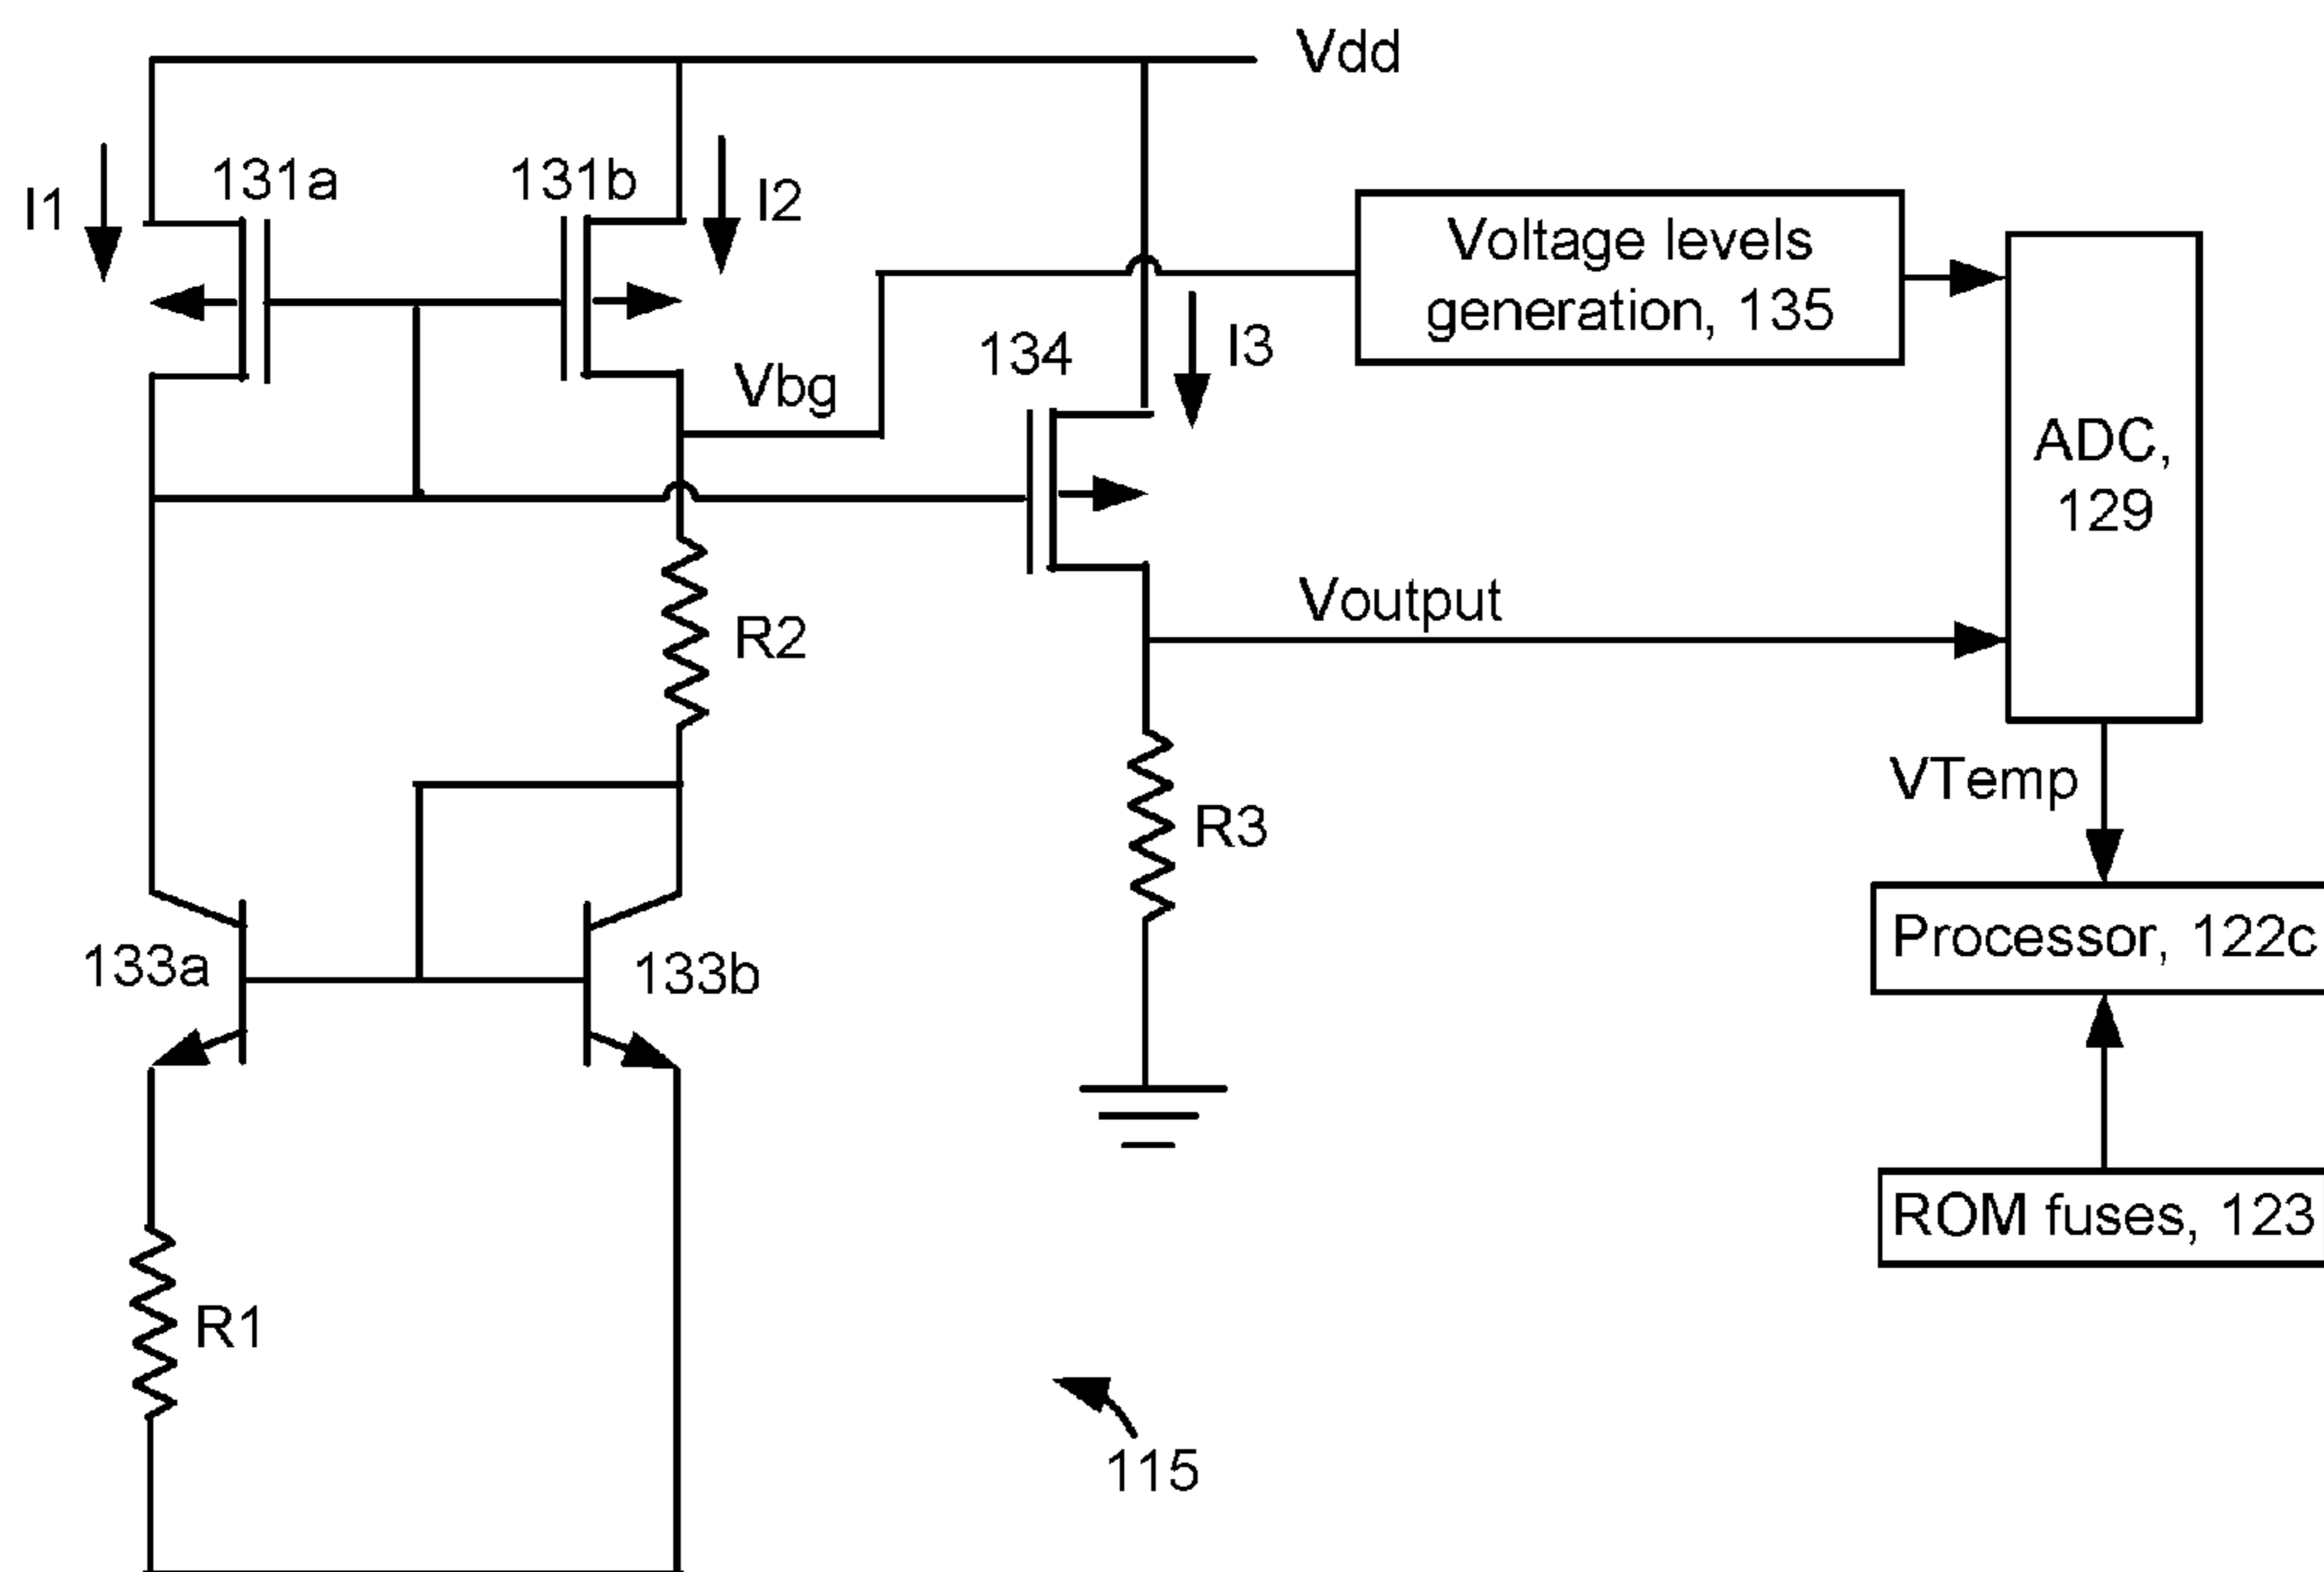 Vdd
I1
131a
131b
I2
Voltage levels
generation, 135
134
I3
Vbg
ADC,
129
Voutput
R2
VTemp
R3
Processor, 122c
133a
133b
ROM fuses, 123
R1
115